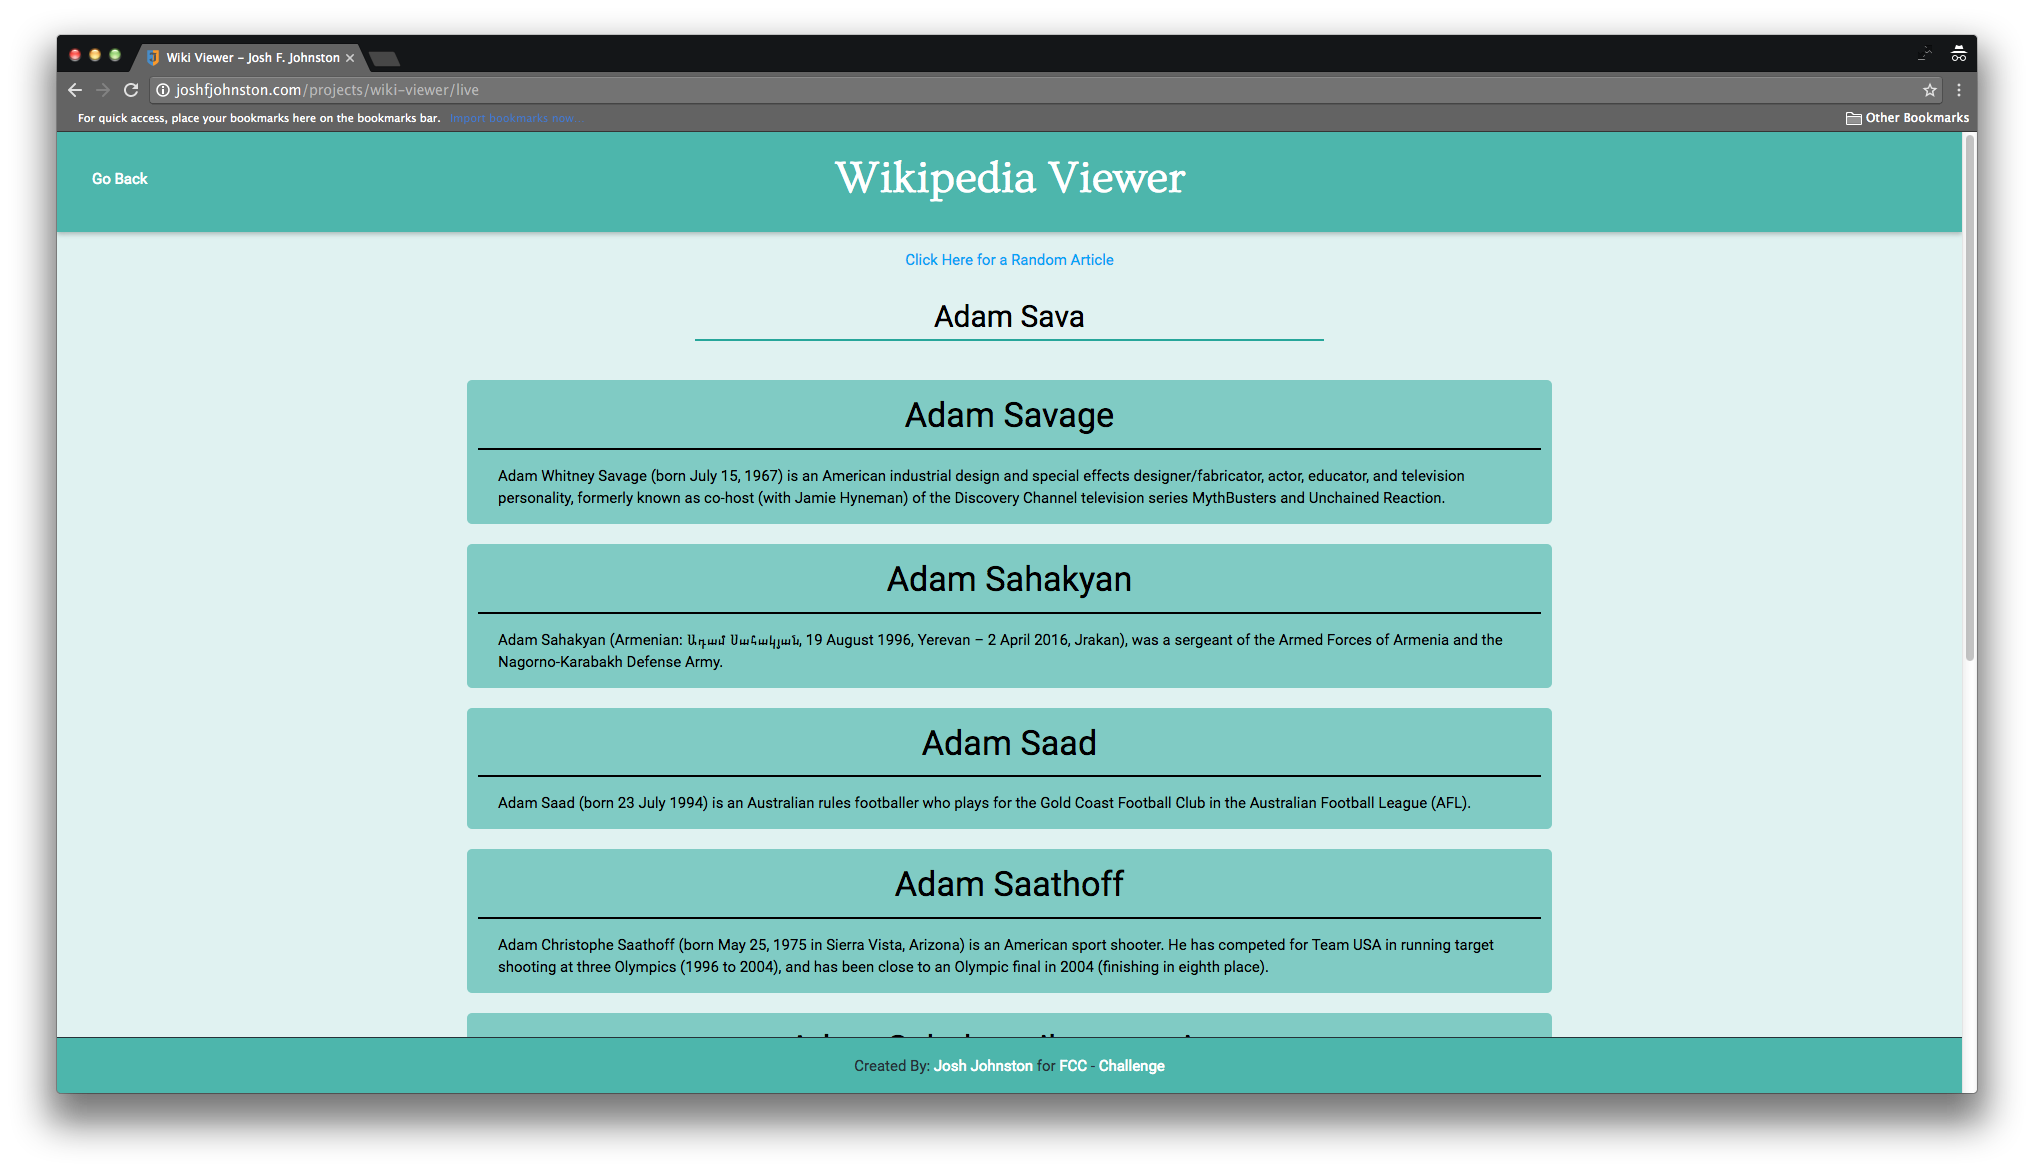 Wiki Viewer – Josh F. Johnston
joshfjohnston.com/projects/wiki-viewer/live
For quick access, place your bookmarks here on the bookmarks bar. Import bookmarks now...
Other Bookmarks
Go Back
Wikipedia Viewer
Click Here for a Random Article
Adam Sava
Adam Savage
Adam Whitney Savage (born July 15, 1967) is an American industrial design and special effects designer/fabricator, actor, educator, and television
personality, formerly known as co-host (with Jamie Hyneman) of the Discovery Channel television series MythBusters and Unchained Reaction.
Adam Sahakyan
Adam Sahakyan (Armenian: Ադամ Սահակյան, 19 August 1996, Yerevan – 2 April 2016, Jrakan), was a sergeant of the Armed Forces of Armenia and the
Nagorno-Karabakh Defense Army.
Adam Saad
Adam Saad (born 23 July 1994) is an Australian rules footballer who plays for the Gold Coast Football Club in the Australian Football League (AFL).
Adam Saathoff
Adam Christophe Saathoff (born May 25, 1975 in Sierra Vista, Arizona) is an American sport shooter. He has competed for Team USA in running target
shooting at three Olympics (1996 to 2004), and has been close to an Olympic final in 2004 (finishing in eighth place).
Created By: Josh Johnston for FCC - Challenge